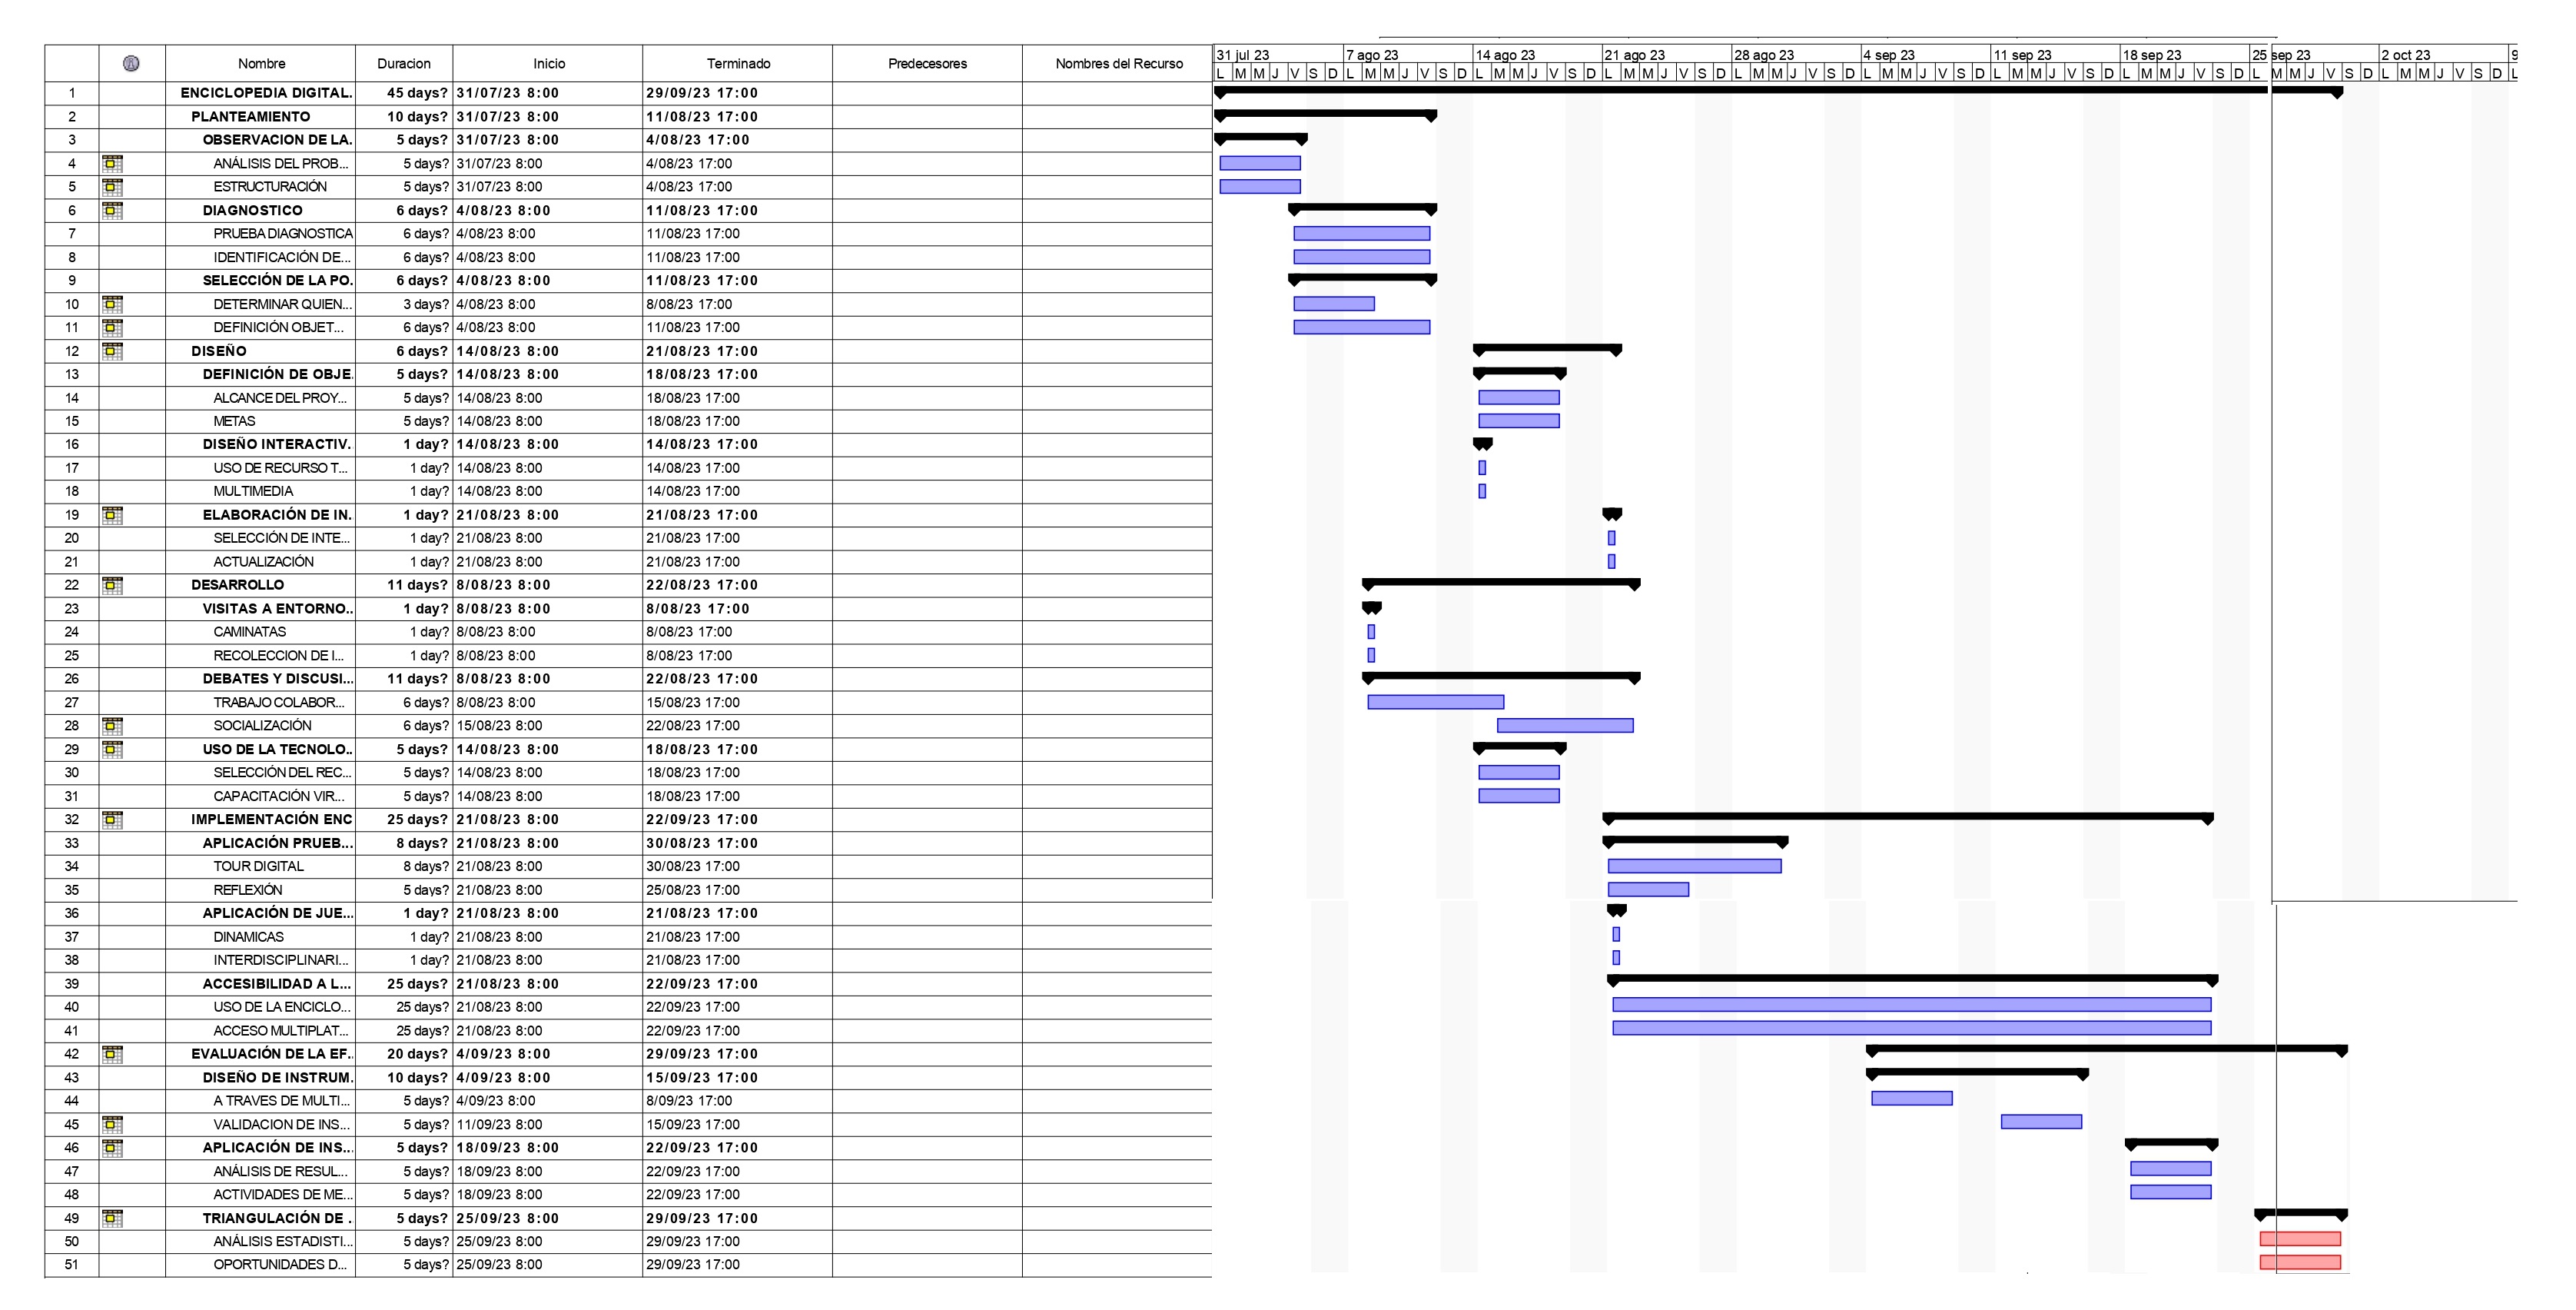 Nombre Duracion Inicio Terminado Predecesores Nombres del Recurso
31 jul 23 7 ago 23 14 ago 23 21 ago 23 28 ago 23 4 sep 23 11 sep 23 18 sep 23 25 sep 23 2 oct 23 9
L M M J V S D L M M J V S D L M M J V S D L M M J V S D L M M J V S D L M M J V S D L M M J V S D L M M J V S D L M M J V S D L M M J V S D L
1 ENCICLOPEDIA DIGITAL. 45 days? 31/07/23 8:00 29/09/23 17:00
2 PLANTEAMIENTO 10 days? 31/07/23 8:00 11/08/23 17:00
3 OBSERVACION DE LA. 5 days? 31/07/23 8:00 4/08/23 17:00
4 ANÁLISIS DEL PROB... 5 days? 31/07/23 8:00 4/08/23 17:00
5 ESTRUCTURACIÓN 5 days? 31/07/23 8:00 4/08/23 17:00
6 DIAGNOSTICO 6 days? 4/08/23 8:00 11/08/23 17:00
7 PRUEBA DIAGNOSTICA 6 days? 4/08/23 8:00 11/08/23 17:00
8 IDENTIFICACIÓN DE... 6 days? 4/08/23 8:00 11/08/23 17:00
9 SELECCIÓN DE LA PO. 6 days? 4/08/23 8:00 11/08/23 17:00
10 DETERMINAR QUIEN... 3 days? 4/08/23 8:00 8/08/23 17:00
11 DEFINICIÓN OBJET... 6 days? 4/08/23 8:00 11/08/23 17:00
12 DISEÑO 6 days? 14/08/23 8:00 21/08/23 17:00
13 DEFINICIÓN DE OBJE. 5 days? 14/08/23 8:00 18/08/23 17:00
14 ALCANCE DEL PROY... 5 days? 14/08/23 8:00 18/08/23 17:00
15 METAS 5 days? 14/08/23 8:00 18/08/23 17:00
16 DISEÑO INTERACTIV. 1 day? 14/08/23 8:00 14/08/23 17:00
17 USO DE RECURSO T... 1 day? 14/08/23 8:00 14/08/23 17:00
18 MULTIMEDIA 1 day? 14/08/23 8:00 14/08/23 17:00
19 ELABORACIÓN DE IN. 1 day? 21/08/23 8:00 21/08/23 17:00
20 SELECCIÓN DE INTE... 1 day? 21/08/23 8:00 21/08/23 17:00
21 ACTUALIZACIÓN 1 day? 21/08/23 8:00 21/08/23 17:00
22 DESARROLLO 11 days? 8/08/23 8:00 22/08/23 17:00
23 VISITAS A ENTORNO.. 1 day? 8/08/23 8:00 8/08/23 17:00
24 CAMINATAS 1 day? 8/08/23 8:00 8/08/23 17:00
25 RECOLECCION DE I... 1 day? 8/08/23 8:00 8/08/23 17:00
26 DEBATES Y DISCUSI... 11 days? 8/08/23 8:00 22/08/23 17:00
27 TRABAJO COLABOR... 6 days? 8/08/23 8:00 15/08/23 17:00
28 SOCIALIZACIÓN 6 days? 15/08/23 8:00 22/08/23 17:00
29 USO DE LA TECNOLO.. 5 days? 14/08/23 8:00 18/08/23 17:00
30 SELECCIÓN DEL REC... 5 days? 14/08/23 8:00 18/08/23 17:00
31 CAPACITACIÓN VIR... 5 days? 14/08/23 8:00 18/08/23 17:00
32 IMPLEMENTACIÓN ENC 25 days? 21/08/23 8:00 22/09/23 17:00
33 APLICACIÓN PRUEB... 8 days? 21/08/23 8:00 30/08/23 17:00
34 TOUR DIGITAL 8 days? 21/08/23 8:00 30/08/23 17:00
35 REFLEXIÓN 5 days? 21/08/23 8:00 25/08/23 17:00
36 APLICACIÓN DE JUE... 1 day? 21/08/23 8:00 21/08/23 17:00
37 DINAMICAS 1 day? 21/08/23 8:00 21/08/23 17:00
38 INTERDISCIPLINARI... 1 day? 21/08/23 8:00 21/08/23 17:00
39 ACCESIBILIDAD A L... 25 days? 21/08/23 8:00 22/09/23 17:00
40 USO DE LA ENCICLO... 25 days? 21/08/23 8:00 22/09/23 17:00
41 ACCESO MULTIPLAT... 25 days? 21/08/23 8:00 22/09/23 17:00
42 EVALUACIÓN DE LA EF.. 20 days? 4/09/23 8:00 29/09/23 17:00
43 DISEÑO DE INSTRUM. 10 days? 4/09/23 8:00 15/09/23 17:00
44 A TRAVES DE MULTI... 5 days? 4/09/23 8:00 8/09/23 17:00
45 VALIDACION DE INS... 5 days? 11/09/23 8:00 15/09/23 17:00
46 APLICACIÓN DE INS... 5 days? 18/09/23 8:00 22/09/23 17:00
47 ANÁLISIS DE RESUL... 5 days? 18/09/23 8:00 22/09/23 17:00
48 ACTIVIDADES DE ME... 5 days? 18/09/23 8:00 22/09/23 17:00
49 TRIANGULACIÓN DE . 5 days? 25/09/23 8:00 29/09/23 17:00
50 ANÁLISIS ESTADISTI... 5 days? 25/09/23 8:00 29/09/23 17:00
51 OPORTUNIDADES D... 5 days? 25/09/23 8:00 29/09/23 17:00